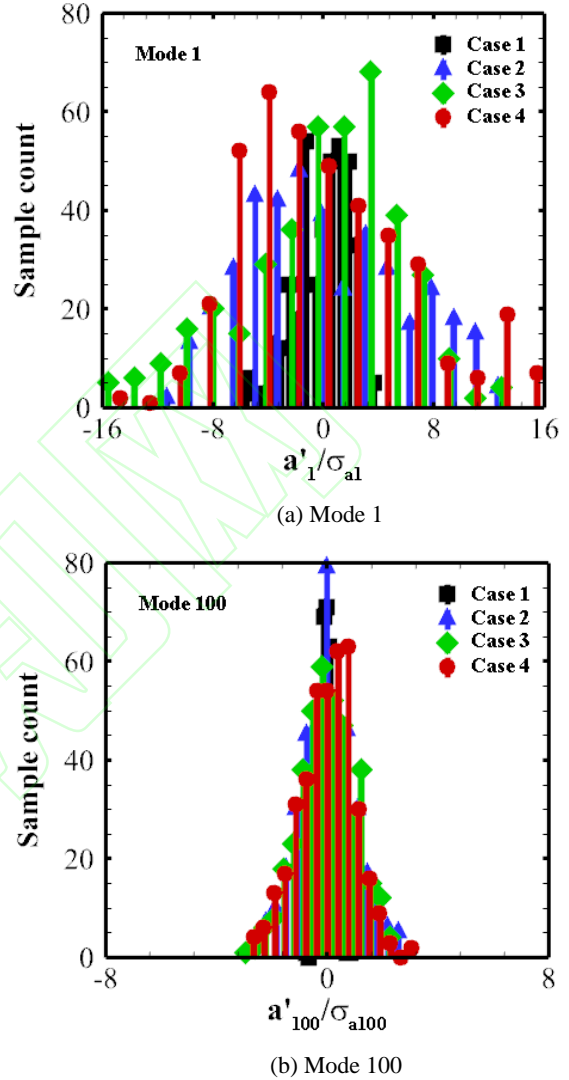 80
Mode 1
Case 1
Case 2
Case 3
Case 4
60
40
20
0
Sample count
-16
-8
0
8
16
a'₁/σₐ₁
(a) Mode 1
80
Mode 100
Case 1
Case 2
Case 3
Case 4
60
40
20
0
Sample count
-8
0
8
a'₁₀₀/σₐ₁₀₀
(b) Mode 100